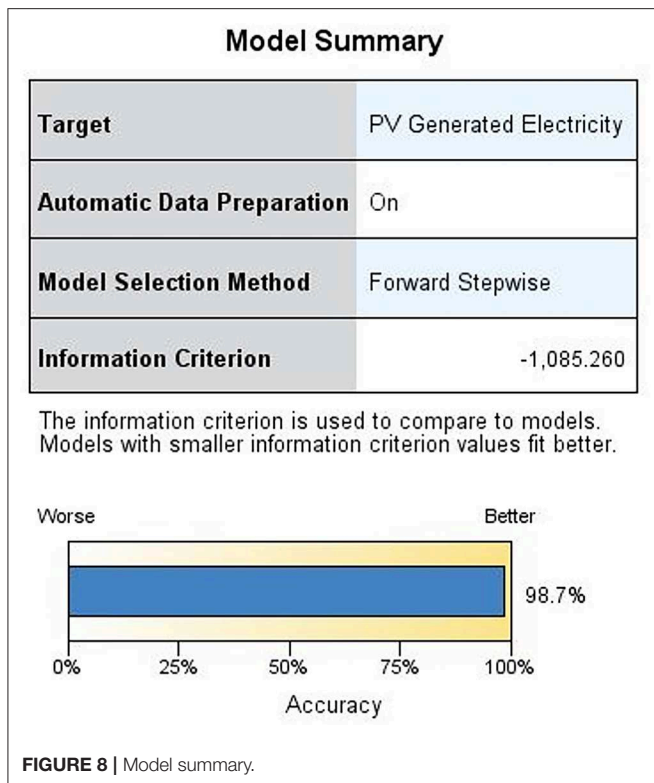 Model Summary
Target PV Generated Electricity
Automatic Data Preparation On
Model Selection Method Forward Stepwise
Information Criterion -1,085.260
The information criterion is used to compare to models.
Models with smaller information criterion values fit better.
Worse Better
98.7%
0% 25% 50% 75% 100%
Accuracy
FIGURE 8 | Model summary.